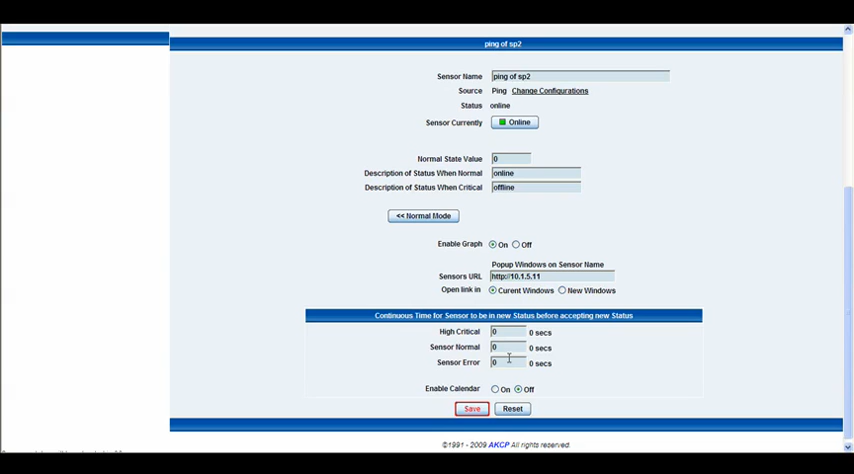 ping of sp2
Sensor Name ping of sp2
Source Ping Change Configurations
Status online
Sensor Currently Online
Normal State Value 0
Description of Status When Normal online
Description of Status When Critical offline
<< Normal Mode
Enable Graph On Off
Popup Windows on Sensor Name
Sensors URL http://10.1.5.11
Open link in Curent Windows New Windows
Continuous Time for Sensor to be in new Status before accepting new Status
High Critical 0 0 secs
Sensor Normal 0 0 secs
Sensor Error 0 0 secs
Enable Calendar On Off
Save Reset
©1991 - 2009 AKCP All rights reserved.